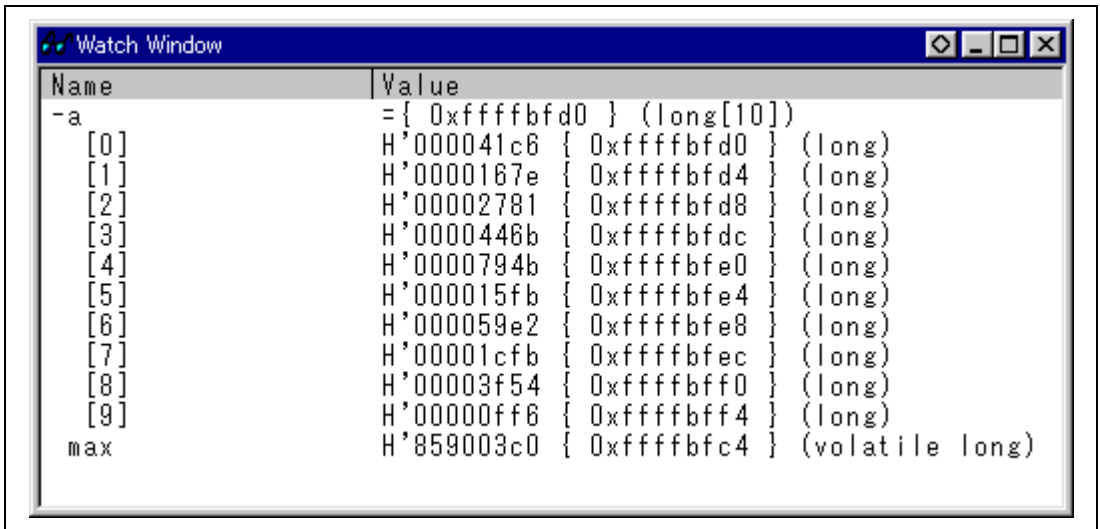 Watch Window
Name Value
-a ={ 0xffffbfd0 } (long[10])
[0] H'000041c6 { 0xffffbfd0 } (long)
[1] H'0000167e { 0xffffbfd4 } (long)
[2] H'00002781 { 0xffffbfd8 } (long)
[3] H'0000446b { 0xffffbfdc } (long)
[4] H'0000794b { 0xffffbfe0 } (long)
[5] H'000015fb { 0xffffbfe4 } (long)
[6] H'000059e2 { 0xffffbfe8 } (long)
[7] H'00001cfb { 0xffffbfec } (long)
[8] H'00003f54 { 0xffffbff0 } (long)
[9] H'00000ff6 { 0xffffbff4 } (long)
max H'859003c0 { 0xffffbfc4 } (volatile long)